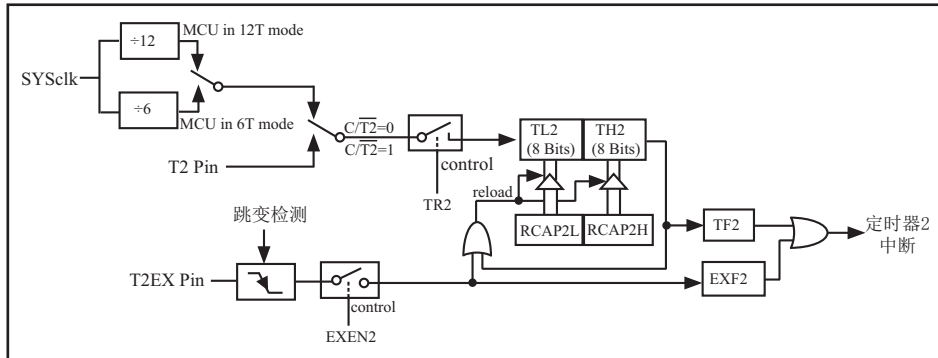 ÷12
MCU in 12T mode
SYSclk
÷6
MCU in 6T mode
C/T2=0
C/T2=1
T2 Pin
control
TR2
TL2
(8 Bits)
TH2
(8 Bits)
reload
RCAP2L
RCAP2H
跳变检测
T2EX Pin
control
EXEN2
TF2
EXF2
定时器2
中断